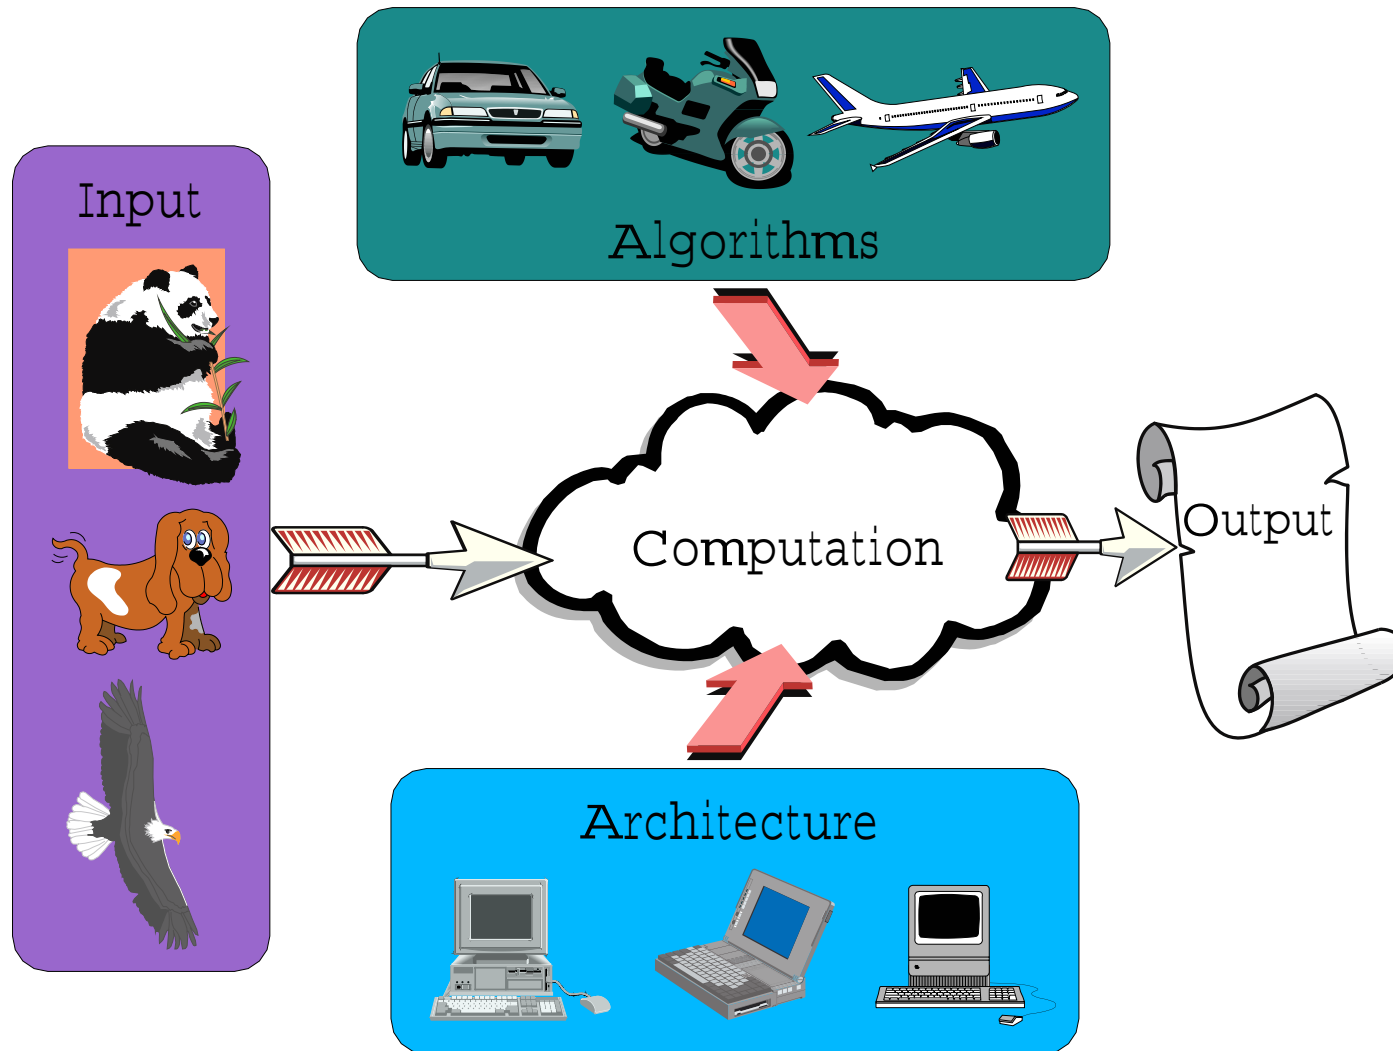 Algorithms
Input
Computation
Output
Architecture